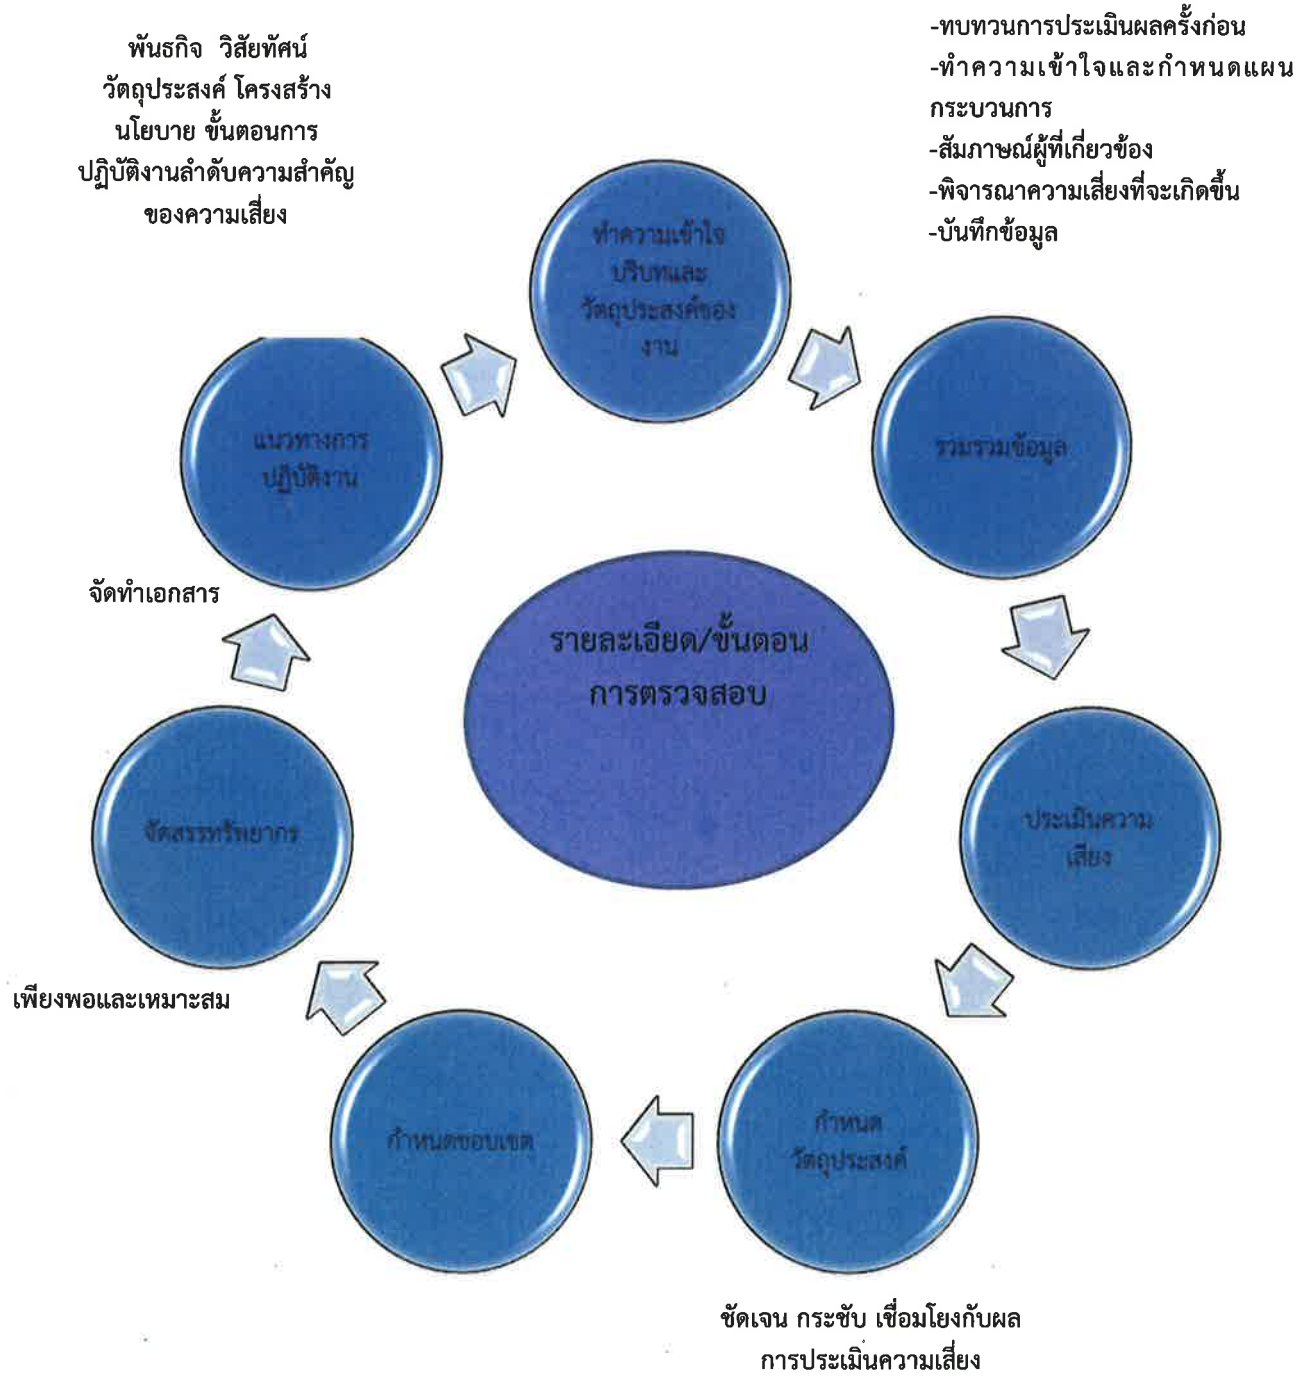 พันธกิจ วิสัยทัศน์
วัตถุประสงค์ โครงสร้าง
นโยบาย ขั้นตอนการ
ปฏิบัติงานลำดับความสำคัญ
ของความเสี่ยง
-ทบทวนการประเมินผลครั้งก่อน
-ทำความเข้าใจและกำหนดแผน
กระบวนการ
-สัมภาษณ์ผู้ที่เกี่ยวข้อง
-พิจารณาความเสี่ยงที่จะเกิดขึ้น
-บันทึกข้อมูล
ทำความเข้าใจ
บริบทและ
วัตถุประสงค์ของ
งาน
รวมรวมข้อมูล
ประเมินความ
เสี่ยง
กำหนด
วัตถุประสงค์
ชัดเจน กระชับ เชื่อมโยงกับผล
การประเมินความเสี่ยง
กำหนดขอบเขต
จัดสรรทรัพยากร
เพียงพอและเหมาะสม
แนวทางการ
ปฏิบัติงาน
จัดทำเอกสาร
รายละเอียด/ขั้นตอน
การตรวจสอบ